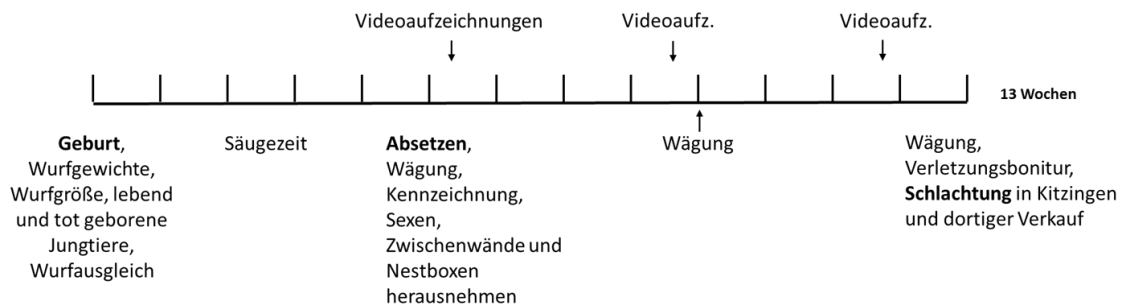 Videoaufzeichnungen
Videoaufz.
Videoaufz.
13 Wochen
Geburt,
Wurfgewichte,
Wurfgröße, lebend
und tot geborene
Jungtiere,
Wurfausgleich
Säugezeit
Absetzen,
Wägung,
Kennzeichnung,
Sexen,
Zwischenwände und
Nestboxen
herausnehmen
Wägung
Wägung,
Verletzungsbonitur,
Schlachtung in Kitzingen
und dortiger Verkauf